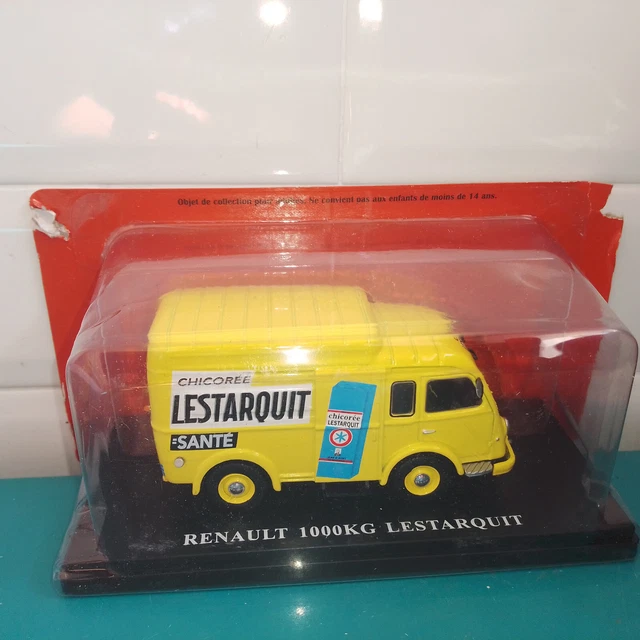 Objet de collection pour adultes. Ne convient pas aux enfants de moins de 14 ans.
CHICORÉE
LESTARQUIT
=SANTÉ
chicorée
LESTARQUIT
RENAULT 1000KG LESTARQUIT